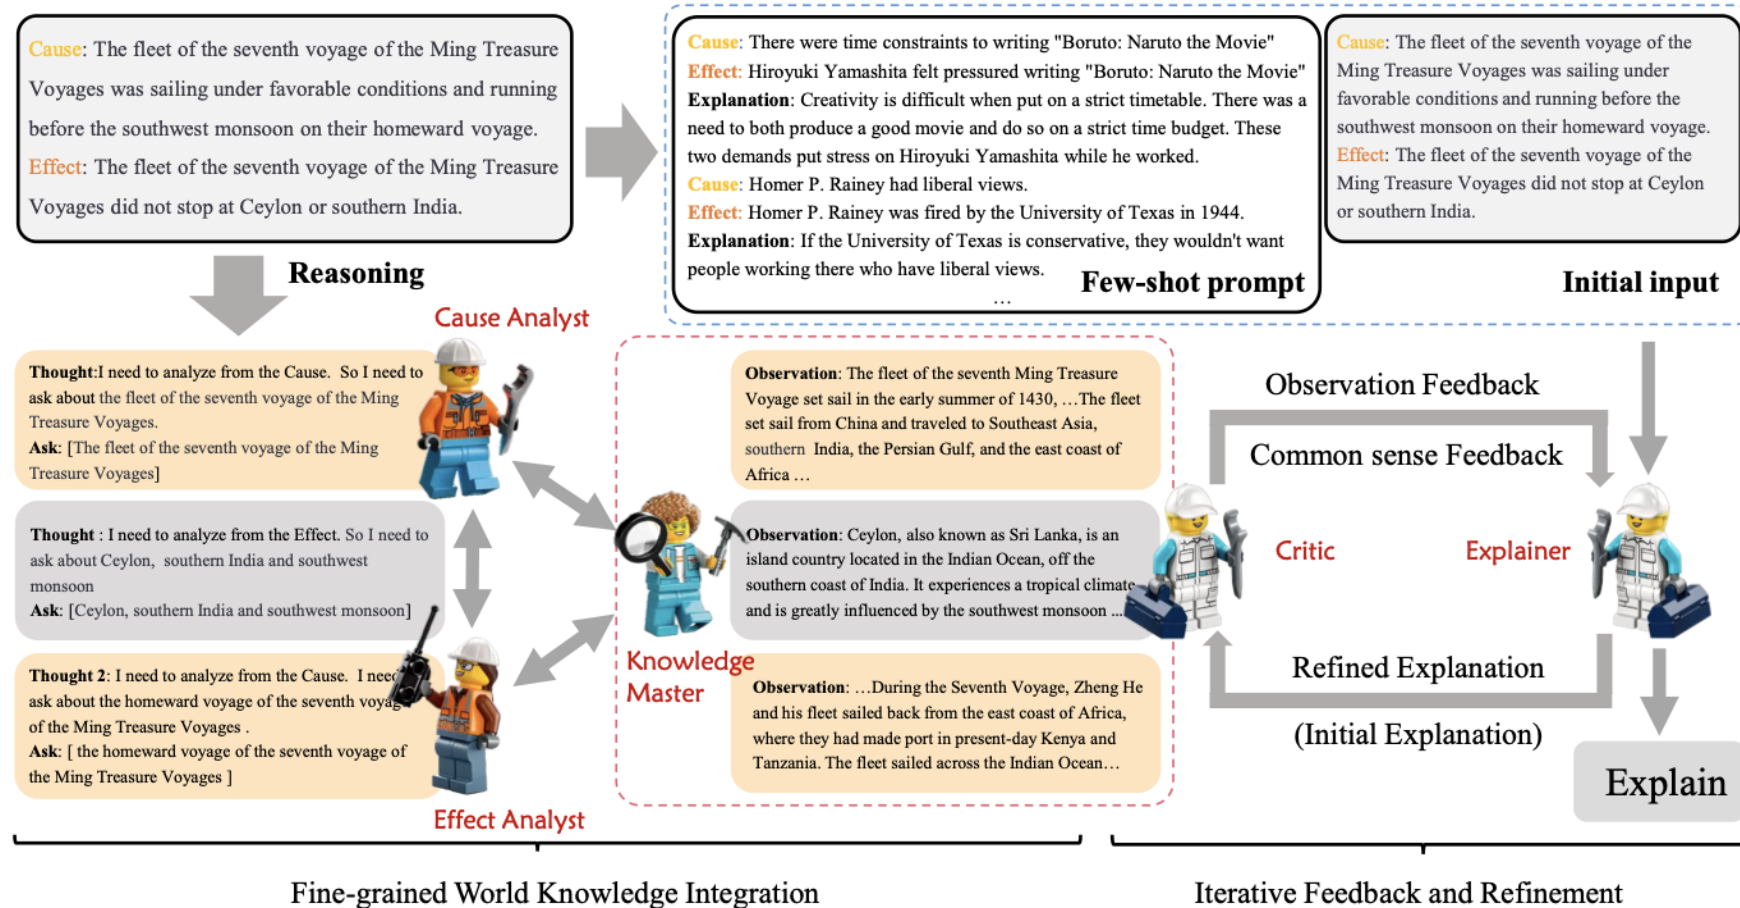 Cause: The fleet of the seventh voyage of the Ming Treasure
Voyages was sailing under favorable conditions and running
before the southwest monsoon on their homeward voyage.
Effect: The fleet of the seventh voyage of the Ming Treasure
Voyages did not stop at Ceylon or southern India.
Cause: There were time constraints to writing "Boruto: Naruto the Movie"
Effect: Hiroyuki Yamashita felt pressured writing "Boruto: Naruto the Movie"
Explanation: Creativity is difficult when put on a strict timetable. There was a
need to both produce a good movie and do so on a strict time budget. These
two demands put stress on Hiroyuki Yamashita while he worked.
Cause: Homer P. Rainey had liberal views.
Effect: Homer P. Rainey was fired by the University of Texas in 1944.
Explanation: If the University of Texas is conservative, they wouldn't want
people working there who have liberal views.
...
Few-shot prompt
Cause: The fleet of the seventh voyage of the
Ming Treasure Voyages was sailing under
favorable conditions and running before the
southwest monsoon on their homeward voyage.
Effect: The fleet of the seventh voyage of the
Ming Treasure Voyages did not stop at Ceylon
or southern India.
Initial input
Reasoning
Cause Analyst
Thought:I need to analyze from the Cause. So I need to
ask about the fleet of the seventh voyage of the Ming
Treasure Voyages.
Ask: [The fleet of the seventh voyage of the Ming
Treasure Voyages]
Thought : I need to analyze from the Effect. So I need to
ask about Ceylon, southern India and southwest
monsoon
Ask: [Ceylon, southern India and southwest monsoon]
Thought 2: I need to analyze from the Cause. I need
ask about the homeward voyage of the seventh voyage
of the Ming Treasure Voyages .
Ask: [ the homeward voyage of the seventh voyage of
the Ming Treasure Voyages ]
Effect Analyst
Knowledge
Master
Observation: The fleet of the seventh Ming Treasure
Voyage set sail in the early summer of 1430, ...The fleet
set sail from China and traveled to Southeast Asia,
southern India, the Persian Gulf, and the east coast of
Africa ...
Observation: Ceylon, also known as Sri Lanka, is an
island country located in the Indian Ocean, off the
southern coast of India. It experiences a tropical climate
and is greatly influenced by the southwest monsoon ...
Observation: ...During the Seventh Voyage, Zheng He
and his fleet sailed back from the east coast of Africa,
where they had made port in present-day Kenya and
Tanzania. The fleet sailed across the Indian Ocean...
Observation Feedback
Common sense Feedback
Critic
Explainer
Refined Explanation
(Initial Explanation)
Explain
Fine-grained World Knowledge Integration
Iterative Feedback and Refinement